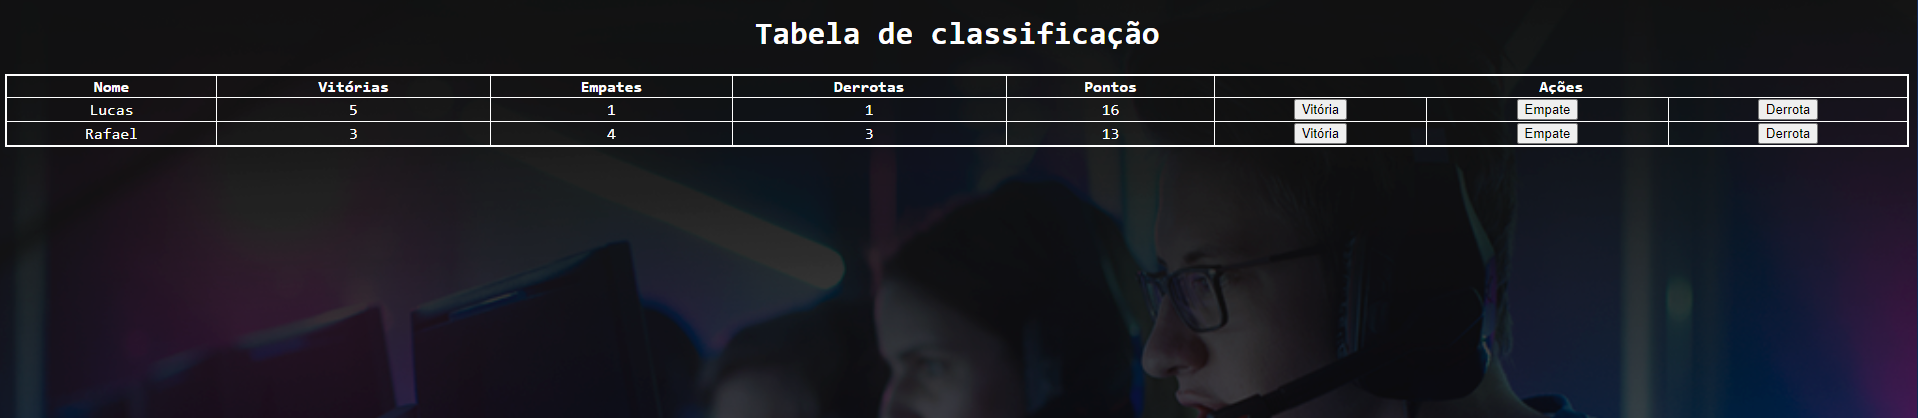 Tabela de classificação
Nome Vitórias Empates Derrotas Pontos Ações
Lucas 5 1 1 16 Vitória Empate Derrota
Rafael 3 4 3 13 Vitória Empate Derrota